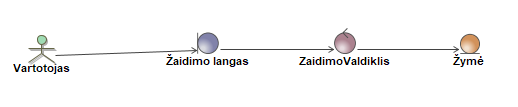 Vartotojas
Žaidimo langas
ZaidimoValdiklis
Žymė